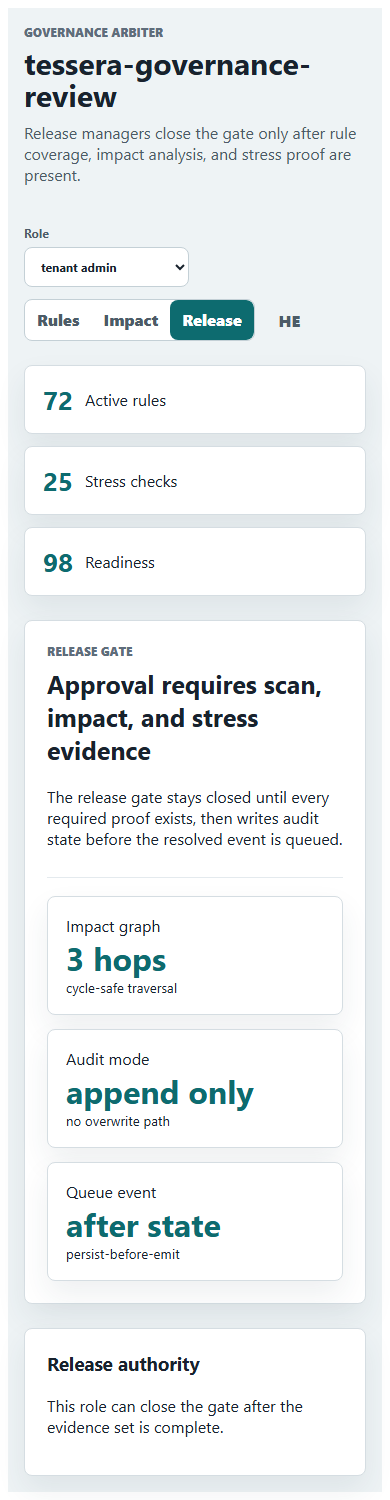 GOVERNANCE ARBITER
tessera-governance-
review
Release managers close the gate only after rule
coverage, impact analysis, and stress proof are
present.
Role
tenant admin
Rules Impact Release HE
72 Active rules
25 Stress checks
98 Readiness
RELEASE GATE
Approval requires scan,
impact, and stress
evidence
The release gate stays closed until every
required proof exists, then writes audit
state before the resolved event is queued.
Impact graph
3 hops
cycle-safe traversal
Audit mode
append only
no overwrite path
Queue event
after state
persist-before-emit
Release authority
This role can close the gate after the
evidence set is complete.